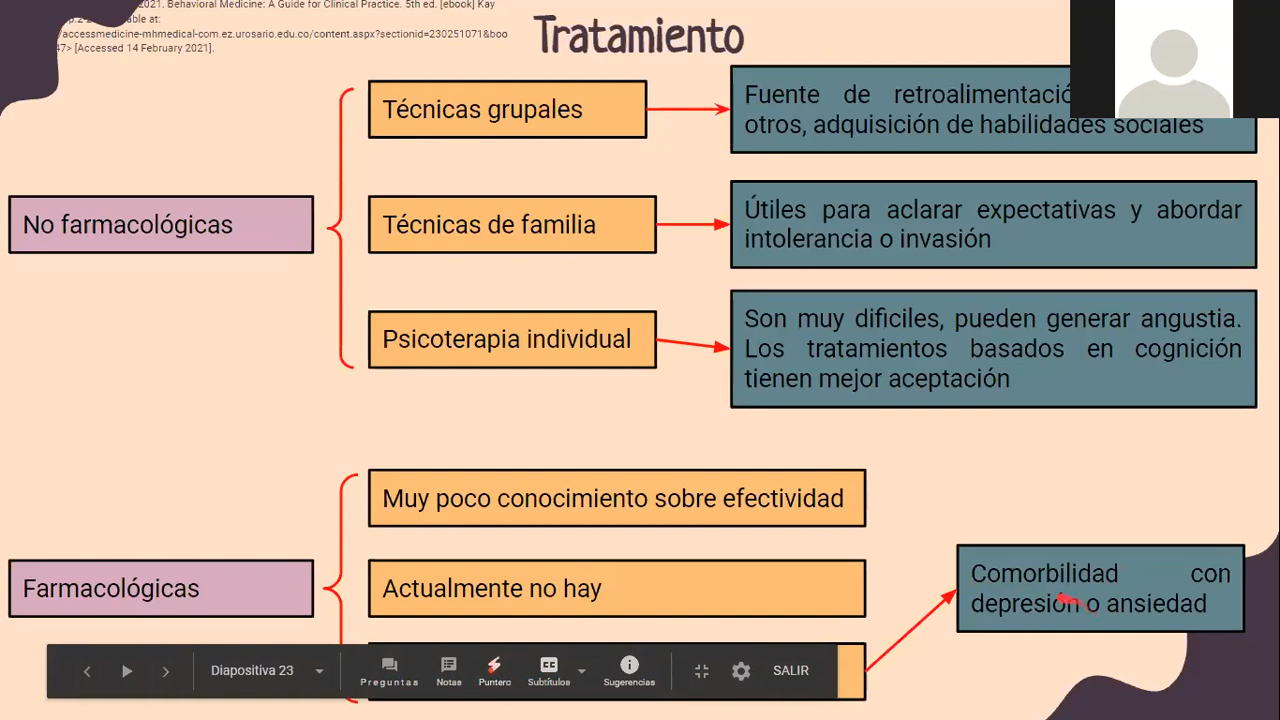 2021. Behavioral Medicine: A Guide for Clinical Practice. 5th ed. [ebook] Kay
able at:
/accessmedicine-mhmedical-com.ez.urosario.edu.co/content.aspx?sectionid=230251071&boo
47> [Accessed 14 February 2021].
Tratamiento
Técnicas grupales
Fuente de
otros, adquisición de habilidades sociales
No farmacológicas
Técnicas de familia
Útiles para aclarar expectativas y abordar
intolerancia o invasión
Psicoterapia individual
Son muy dificiles, pueden generar angustia.
Los tratamientos basados en cognición
tienen mejor aceptación
Farmacológicas
Muy poco conocimiento sobre efectividad
Actualmente no hay
Comorbilidad con
depresión o ansiedad
Diapositiva 23
Preguntas
Notas
Puntero
CC
Subtítulos
Sugerencias
SALIR